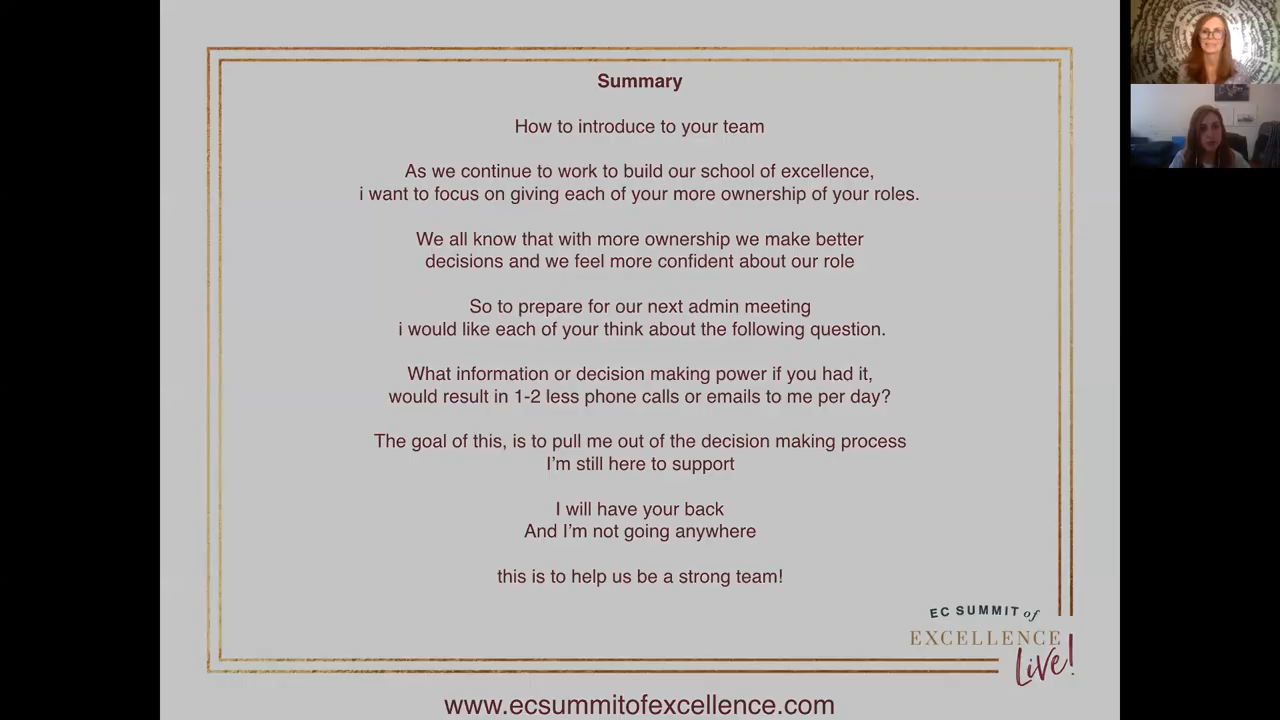 Summary
How to introduce to your team
As we continue to work to build our school of excellence,
i want to focus on giving each of your more ownership of your roles.
We all know that with more ownership we make better
decisions and we feel more confident about our role
So to prepare for our next admin meeting
i would like each of your think about the following question.
What information or decision making power if you had it,
would result in 1-2 less phone calls or emails to me per day?
The goal of this, is to pull me out of the decision making process
I'm still here to support
I will have your back
And I'm not going anywhere
this is to help us be a strong team!
EC SUMMIT of
EXCELLENCE
Live!
www.ecsummitofexcellence.com